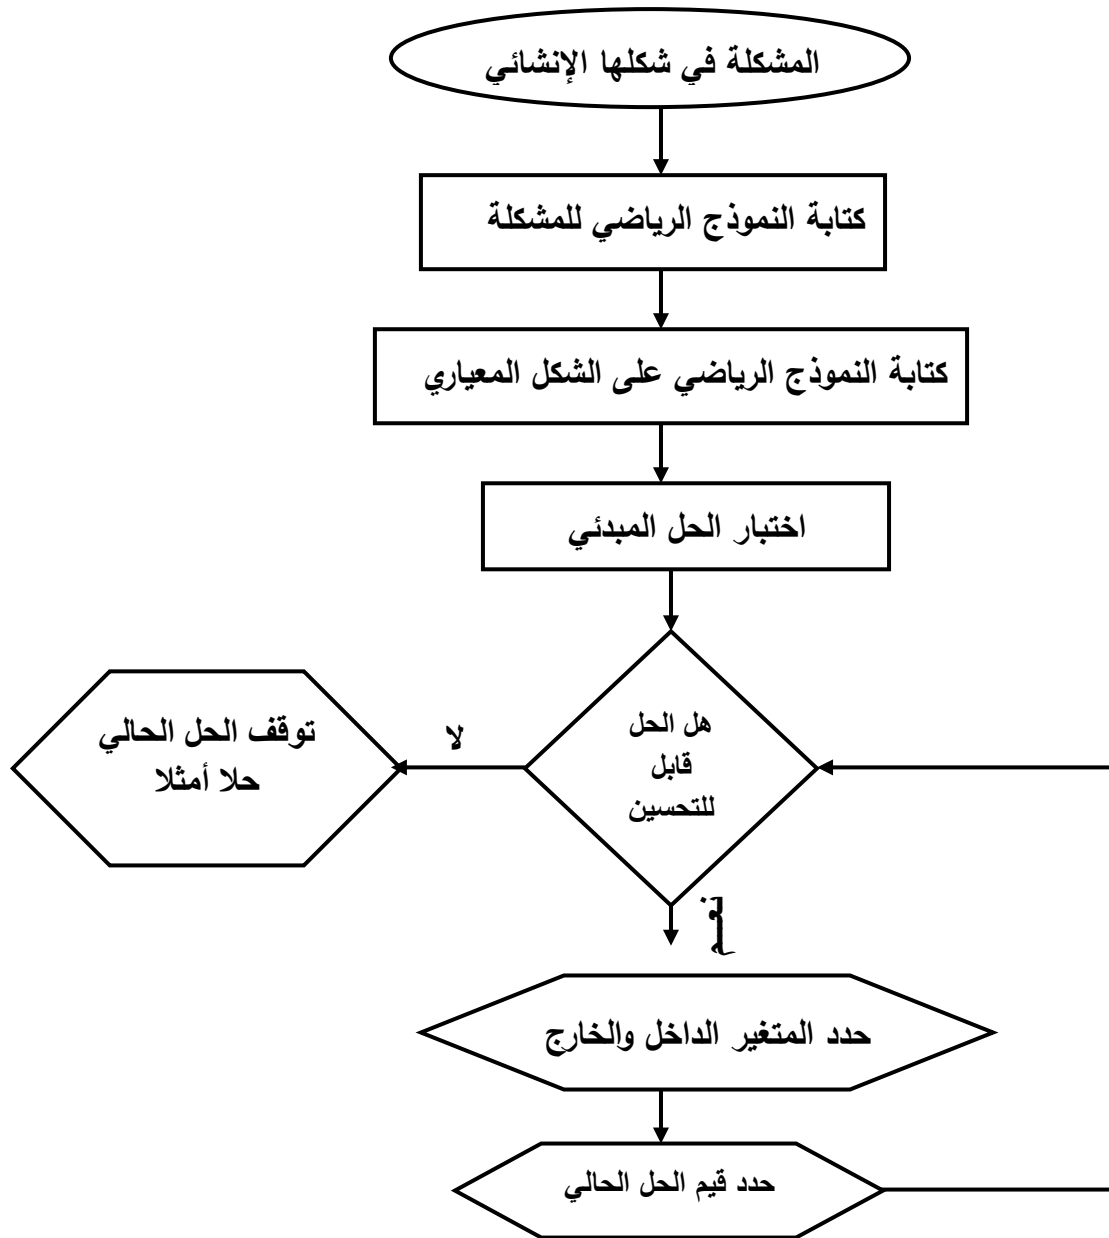 المشكلة في شكلها الإنشائي
كتابة النموذج الرياضي للمشكلة
كتابة النموذج الرياضي على الشكل المعياري
اختبار الحل المبدئي
هل الحل
قابل
للتحسين
لا
توقف الحل الحالي
حلا أمثلا
نعم
حدد المتغير الداخل والخارج
حدد قيم الحل الحالي